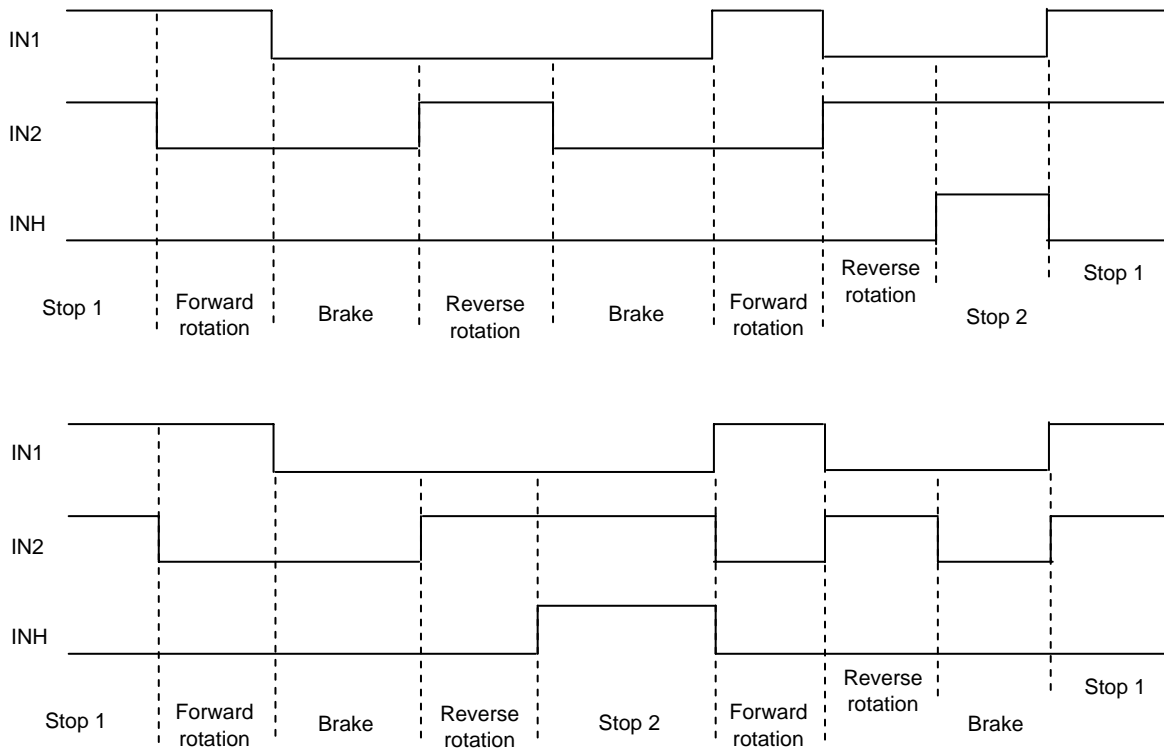 IN1
IN2
INH
Stop 1
Forward
rotation
Brake
Reverse
rotation
Brake
Forward
rotation
Reverse
rotation
Stop 2
Stop 1
IN1
IN2
INH
Stop 1
Forward
rotation
Brake
Reverse
rotation
Stop 2
Forward
rotation
Reverse
rotation
Brake
Stop 1